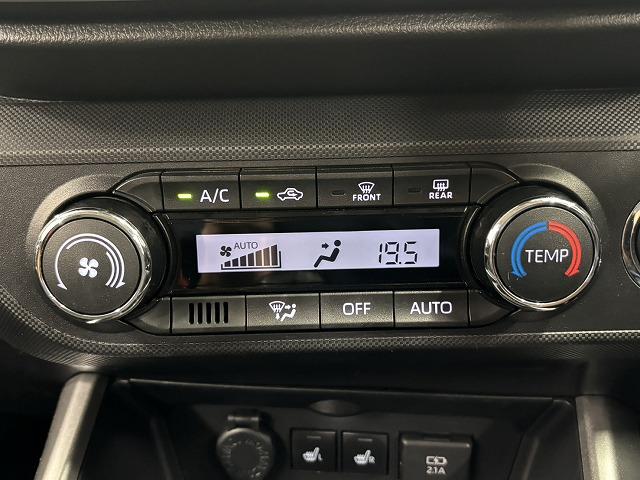 A/C
FRONT
REAR
AUTO
19.5
TEMP
OFF
AUTO
L
R
2.1A